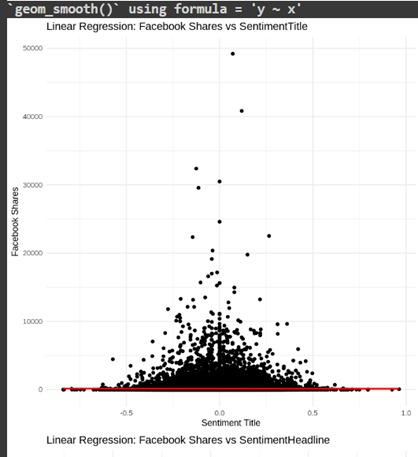 `geom_smooth()` using formula = 'y ~ x'
Linear Regression: Facebook Shares vs SentimentTitle
50000
40000
30000
20000
10000
0
Facebook Shares
-0.5
0.0
0.5
1.0
Sentiment Title
Linear Regression: Facebook Shares vs SentimentHeadline